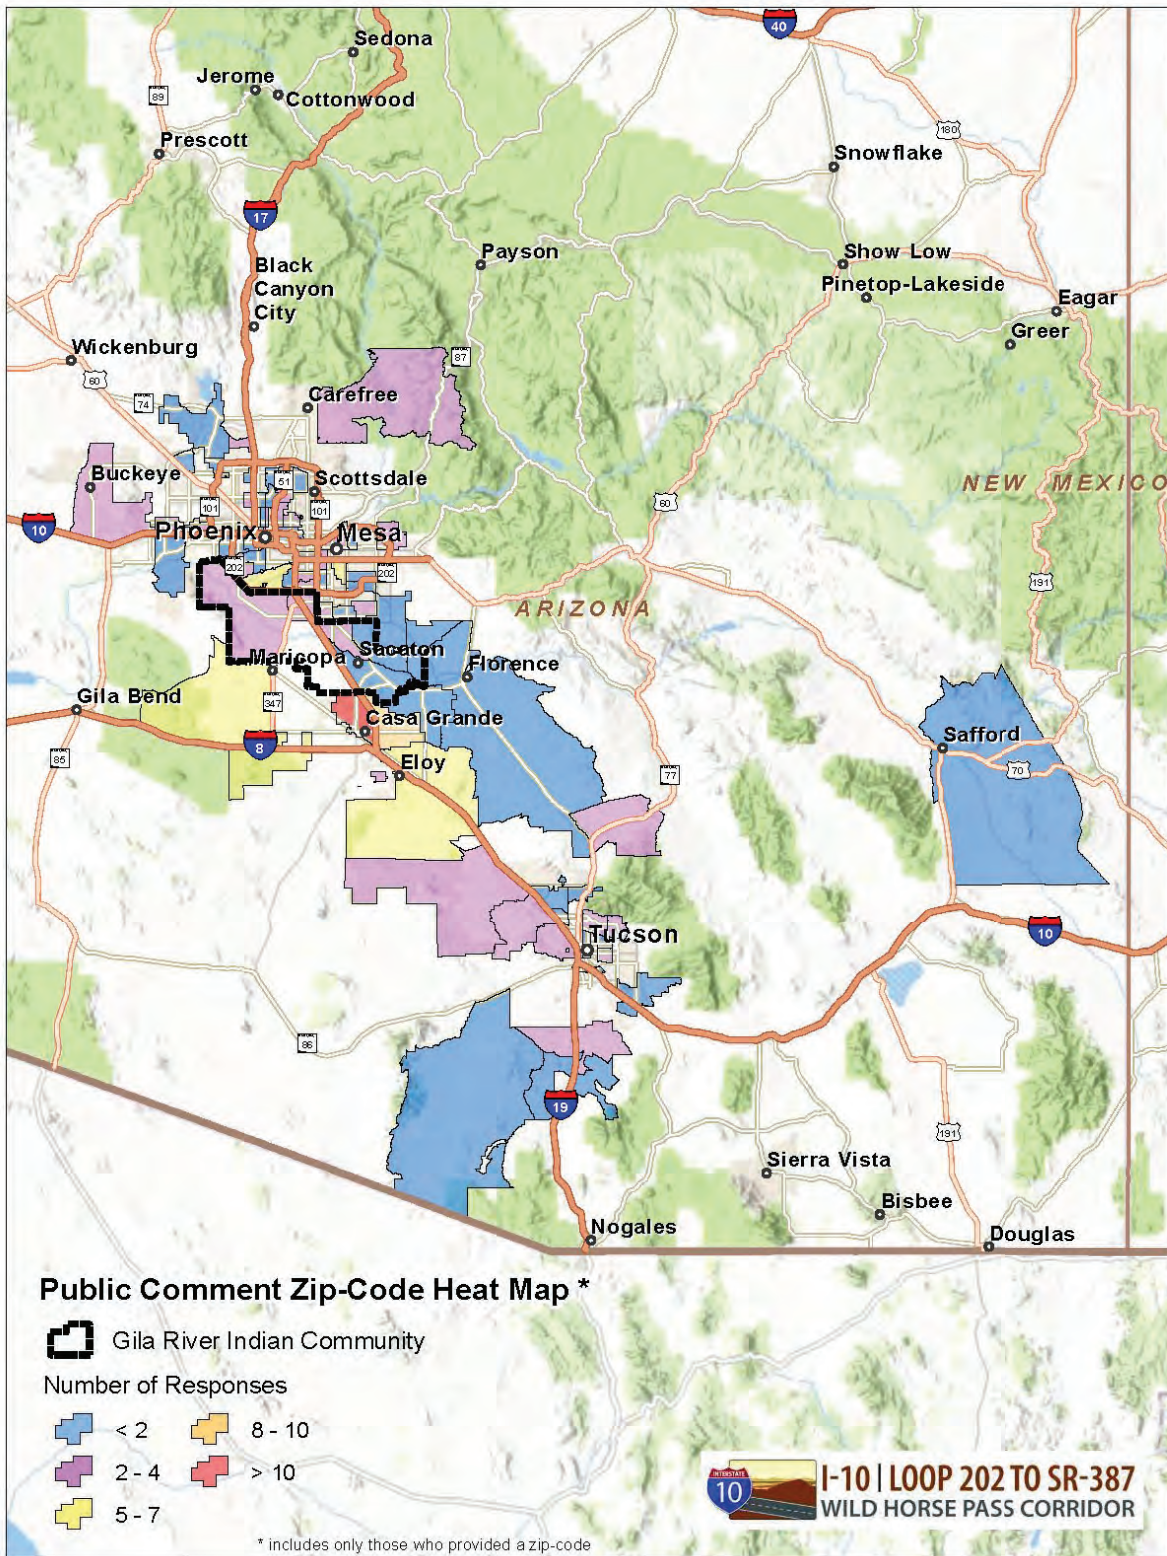 40
Sedona
Jerome
Cottonwood
89
Prescott
180
Snowflake
17
Payson
Show Low
Black
Canyon
City
Pinetop-Lakeside
Eagar
Greer
Wickenburg
87
60
74
Carefree
Buckeye
51
Scottsdale
NEW MEXICO
101
101
60
10
Phoenix
Mesa
202
202
191
ARIZONA
Maricopa
Sacaton
Florence
Gila Bend
347
Casa Grande
8
Safford
85
Eloy
77
70
Tucson
10
86
19
191
Sierra Vista
Bisbee
Nogales
Douglas
Public Comment Zip-Code Heat Map *
Gila River Indian Community
Number of Responses
< 2
8 - 10
2 - 4
> 10
5 - 7
INTERSTATE
10
I-10 | LOOP 202 TO SR-387
WILD HORSE PASS CORRIDOR
* includes only those who provided a zip-code